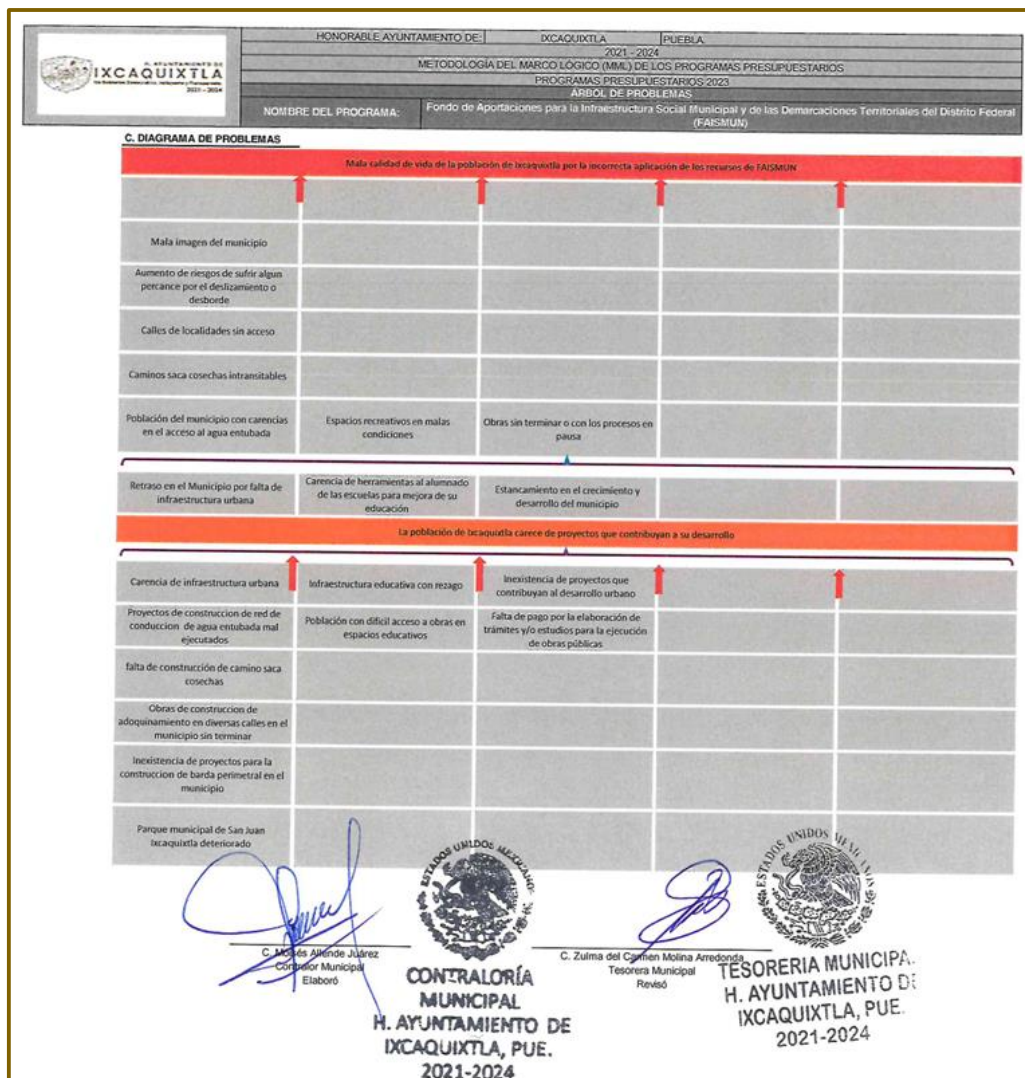 HONORABLE AYUNTAMIENTO DE: IXCAQUIXTLA PUEBLA
2021 - 2024
METODOLOGÍA DEL MARCO LÓGICO (MML) DE LOS PROGRAMAS PRESUPUESTARIOS
PROGRAMAS PRESUPUESTARIOS 2023
ÁRBOL DE PROBLEMAS
H. AYUNTAMIENTO DE
IXCAQUIXTLA
2021 - 2024
NOMBRE DEL PROGRAMA: Fondo de Aportaciones para la Infraestructura Social Municipal y de las Demarcaciones Territoriales del Distrito Federal
(FAISMUN)
C. DIAGRAMA DE PROBLEMAS
Mala calidad de vida de la población de Ixcaquixtla por la incorrecta aplicación de los recursos de FAISMUN
Mala imagen del municipio
Aumento de riesgos de sufrir algun
percance por el deslizamiento o
desborde
Calles de localidades sin acceso
Caminos saca cosechas intransitables
Población del municipio con carencias
en el acceso al agua entubada
Espacios recreativos en malas
condiciones
Obras sin terminar o con los procesos en
pausa
Retraso en el Municipio por falta de
infraestructura urbana
Carencia de herramientas al alumnado
de las escuelas para mejora de su
educación
Estancamiento en el crecimiento y
desarrollo del municipio
La población de Ixcaquixtla carece de proyectos que contribuyan a su desarrollo
Carencia de infraestructura urbana
Infraestructura educativa con rezago
Inexistencia de proyectos que
contribuyan al desarrollo urbano
Proyectos de construccion de red de
conduccion de agua entubada mal
ejecutados
Población con dificil acceso a obras en
espacios educativos
Falta de pago por la elaboración de
trámites y/o estudios para la ejecución
de obras públicas
falta de construcción de camino saca
cosechas
Obras de construccion de
adoquinamiento en diversas calles en el
municipio sin terminar
Inexistencia de proyectos para la
construccion de barda perimetral en el
municipio
Parque municipal de San Juan
Ixcaquixtla deteriorado
C. Moisés Allende Juárez
Contralor Municipal
Elaboró
ESTADOS UNIDOS MEXICANO
CONTRALORÍA
MUNICIPAL
H. AYUNTAMIENTO DE
IXCAQUIXTLA, PUE.
2021-2024
C. Zulma del Carmen Molina Arredonda
Tesorera Municipal
Revisó
ESTADOS UNIDOS MEXICANOS
TESORERIA MUNICIPA
H. AYUNTAMIENTO DE
IXCAQUIXTLA, PUE.
2021-2024